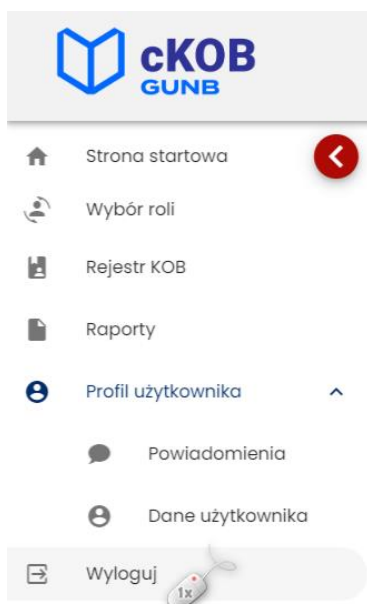 cKOB
GUNB
Strona startowa
Wybór roli
Rejestr KOB
Raporty
Profil użytkownika
Powiadomienia
Dane użytkownika
Wyloguj
1x